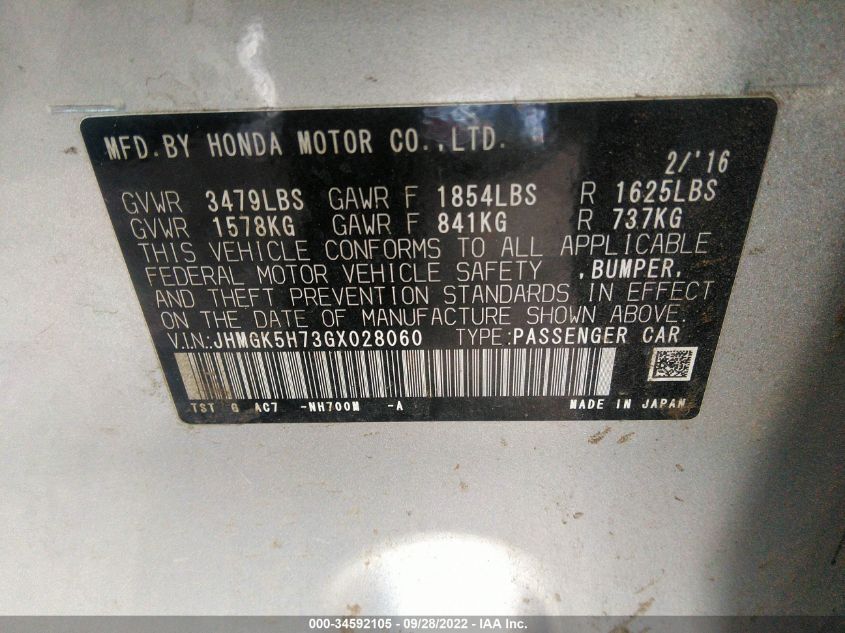 MFD. BY HONDA MOTOR CO., LTD.
2/'16
GVWR 3479LBS GAWR F 1854LBS R 1625LBS
GVWR 1578KG GAWR F 841KG R 737KG
THIS VEHICLE CONFORMS TO ALL APPLICABLE
FEDERAL MOTOR VEHICLE SAFETY , BUMPER,
AND THEFT PREVENTION STANDARDS IN EFFECT
ON THE DATE OF MANUFACTURE SHOWN ABOVE.
V.IN.: JHMGK5H73GX028060 TYPE: PASSENGER CAR
TST G AC7 -NH700M -A MADE IN JAPAN
000-34592105 - 09/28/2022 - IAA Inc.